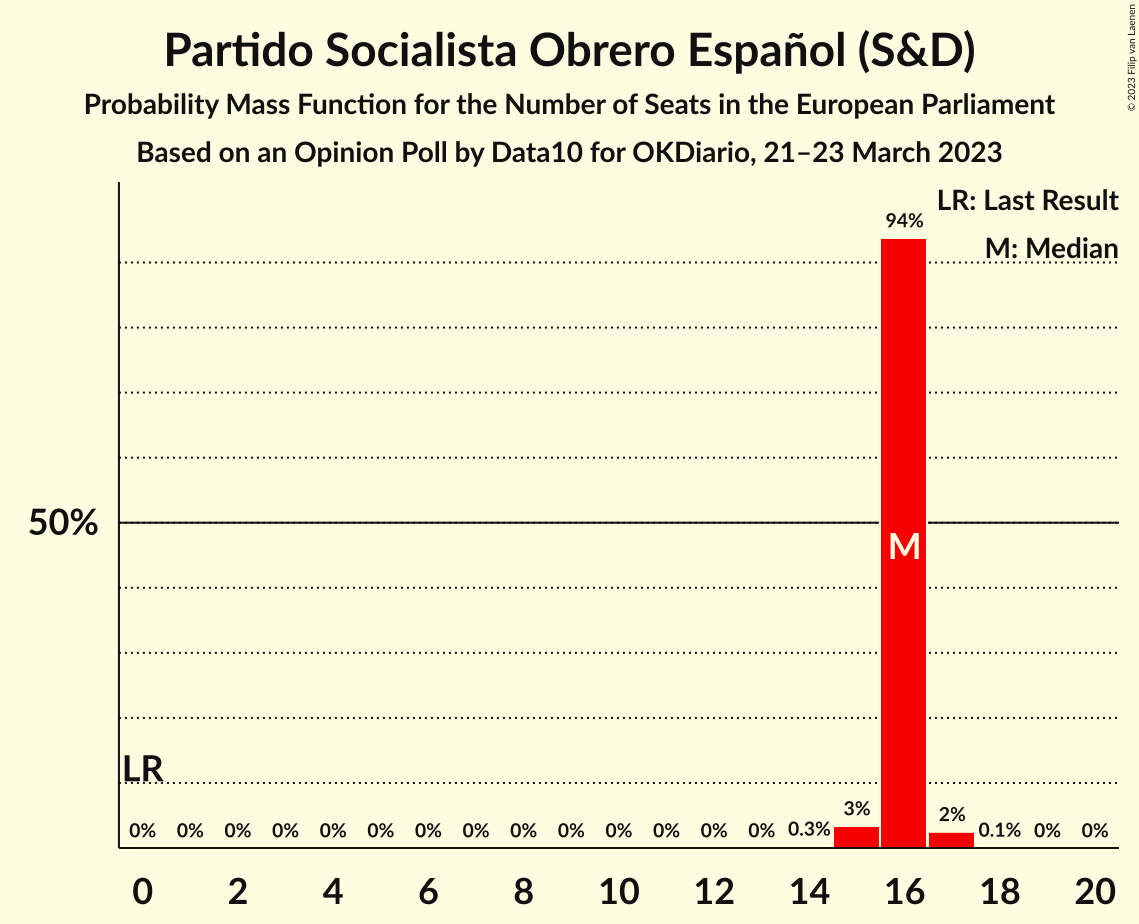 Partido Socialista Obrero Español (S&D)
Probability Mass Function for the Number of Seats in the European Parliament
Based on an Opinion Poll by Data10 for OKDiario, 21–23 March 2023
© 2023 Filip van Laenen
LR: Last Result
M: Median
94%
50%
M
LR
0% 0% 0% 0% 0% 0% 0% 0% 0% 0% 0% 0% 0% 0% 0.3% 3% 2% 0.1% 0% 0%
0 2 4 6 8 10 12 14 16 18 20